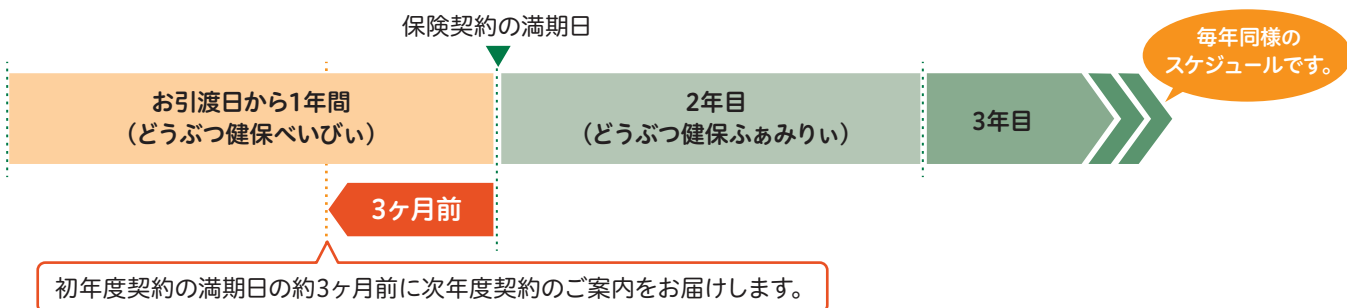 保険契約の満期日
毎年同様の
スケジュールです。
お引渡日から1年間
（どうぶつ健保べいびぃ）
2年目
（どうぶつ健保ふぁみりぃ）
3年目
3ヶ月前
初年度契約の満期日の約3ヶ月前に次年度契約のご案内をお届けします。